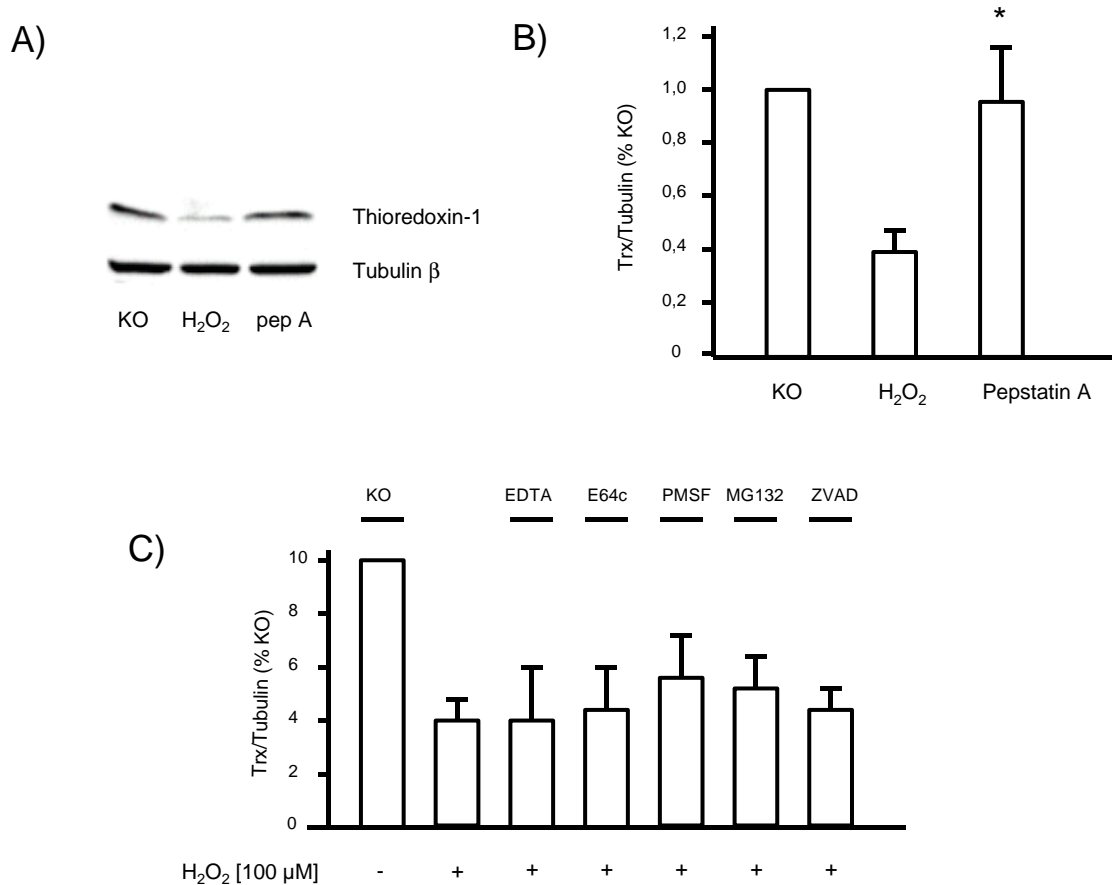 A)
Thioredoxin-1
Tubulin β
KO H₂O₂ pep A
B)
*
Trx/Tubulin (% KO)
1,2
1,0
0,8
0,6
0,4
0,2
0
KO H₂O₂ Pepstatin A
C)
KO EDTA E64c PMSF MG132 ZVAD
Trx/Tubulin (% KO)
10
8
6
4
2
0
H₂O₂ [100 µM] - + + + + + +